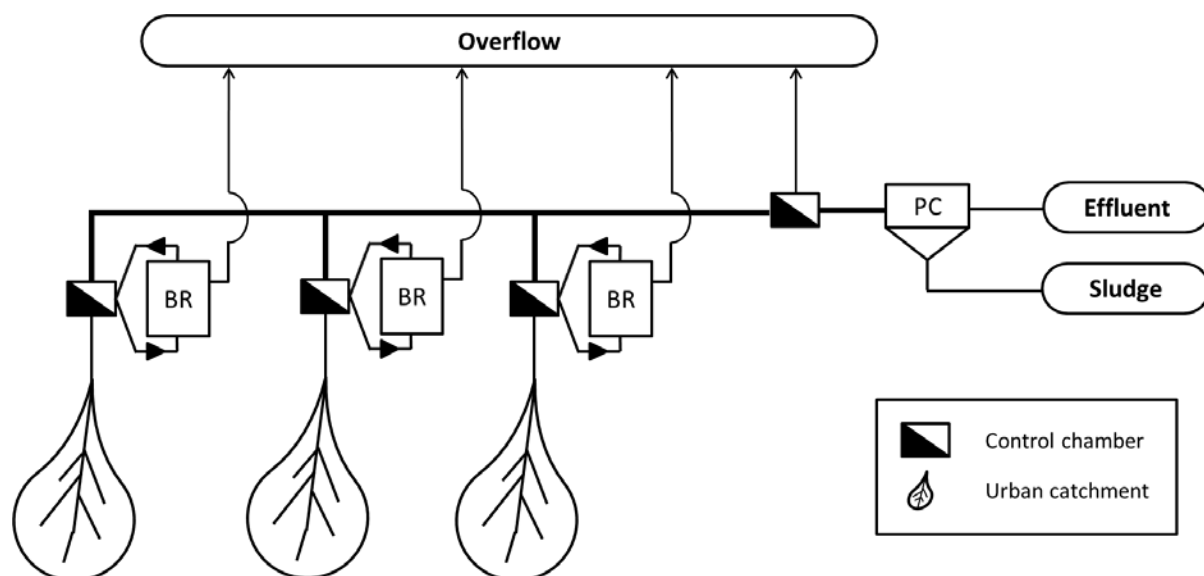 Overflow
PC
Effluent
BR
BR
BR
Sludge
Control chamber
Urban catchment